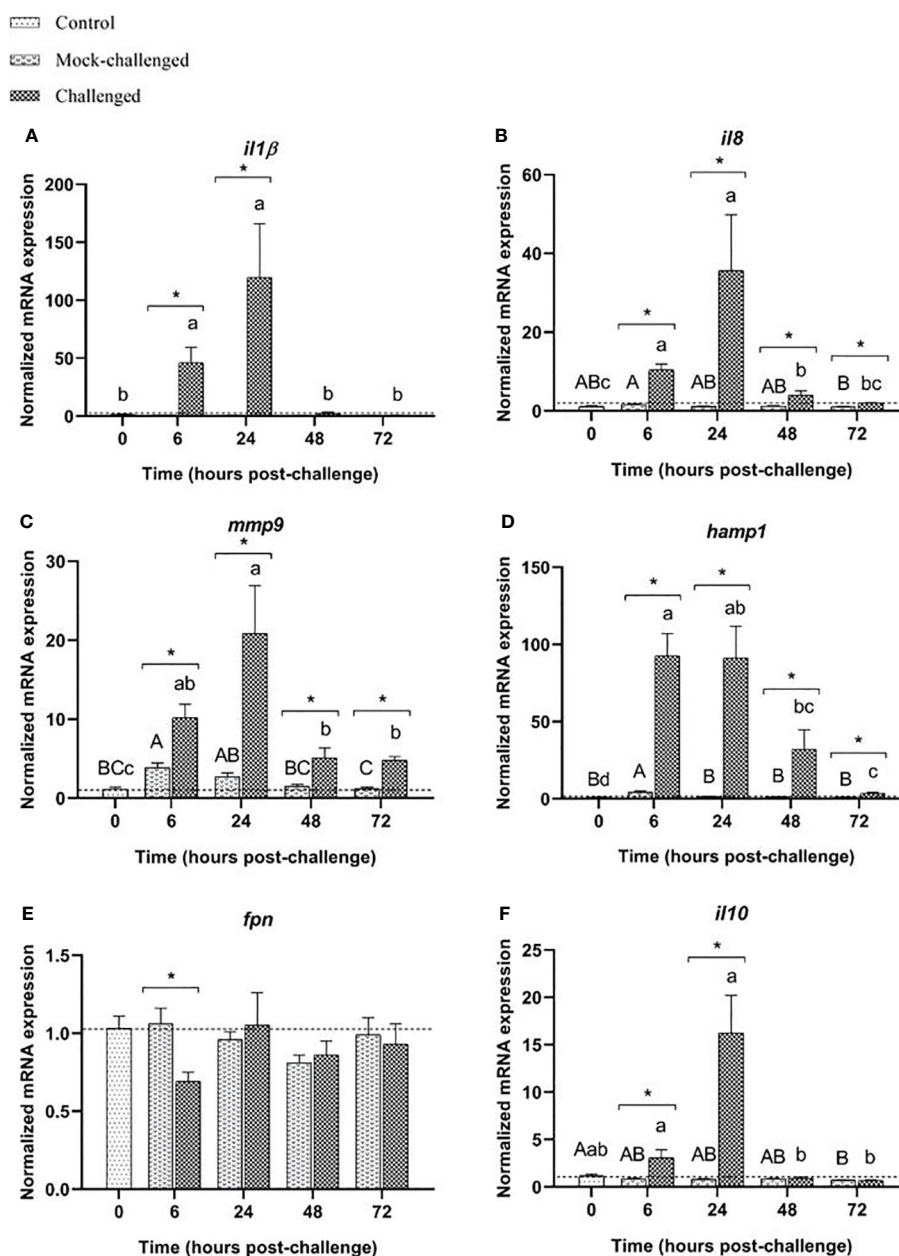 Control
Mock-challenged
Challenged
A
il1β
Normalized mRNA expression
200
150
100
50
0
*
*
b
a
a
b
b
0 6 24 48 72
Time (hours post-challenge)
B
il8
Normalized mRNA expression
60
40
20
0
*
*
*
*
ABc A a AB a AB b B bc
0 6 24 48 72
Time (hours post-challenge)
C
mmp9
Normalized mRNA expression
30
20
10
0
*
*
*
*
BCc A ab AB a BC b C b
0 6 24 48 72
Time (hours post-challenge)
D
hamp1
Normalized mRNA expression
150
100
50
0
*
*
*
*
Bd A a B ab B bc B c
0 6 24 48 72
Time (hours post-challenge)
E
fpn
Normalized mRNA expression
1.5
1.0
0.5
0.0
*
0 6 24 48 72
Time (hours post-challenge)
F
il10
Normalized mRNA expression
25
20
15
10
5
0
*
*
Aab AB a AB a AB b B b
0 6 24 48 72
Time (hours post-challenge)